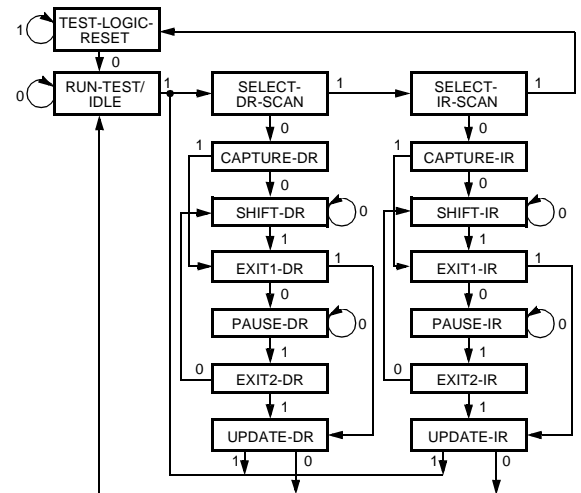 TEST-LOGIC-
RESET
1
0
RUN-TEST/
IDLE
0
1
SELECT-
DR-SCAN
1
SELECT-
IR-SCAN
1
0
0
1
CAPTURE-DR
1
CAPTURE-IR
0
0
SHIFT-DR
0
SHIFT-IR
0
1
1
EXIT1-DR
1
EXIT1-IR
1
0
0
PAUSE-DR
0
PAUSE-IR
0
1
1
0
EXIT2-DR
0
EXIT2-IR
1
1
UPDATE-DR
UPDATE-IR
1
0
1
0